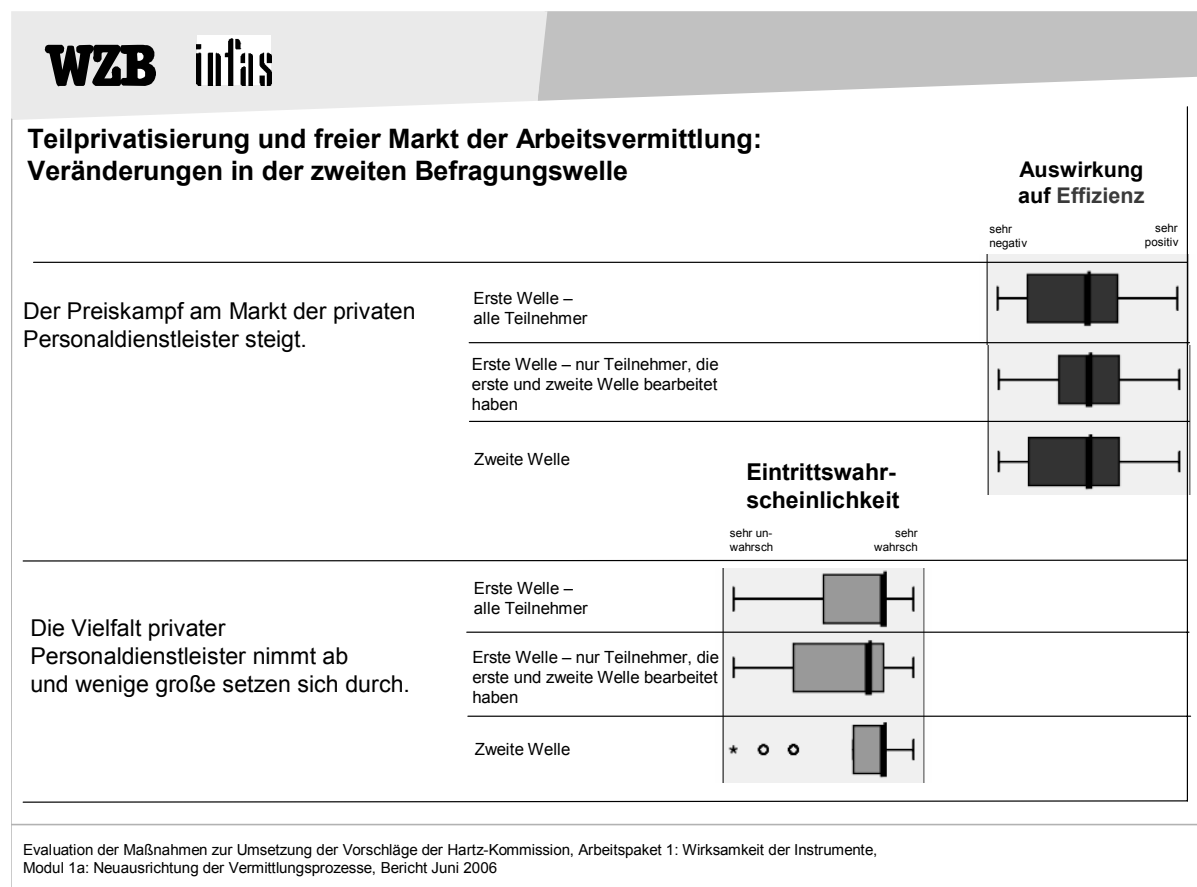 WZB infas
Teilprivatisierung und freier Markt der Arbeitsvermittlung:
Veränderungen in der zweiten Befragungswelle
Auswirkung
auf Effizienz
sehr
negativ
sehr
positiv
Der Preiskampf am Markt der privaten
Personaldienstleister steigt.
Erste Welle –
alle Teilnehmer
Erste Welle – nur Teilnehmer, die
erste und zweite Welle bearbeitet
haben
Zweite Welle
Eintrittswahr-
scheinlichkeit
sehr un-
wahrsch
sehr
wahrsch
Die Vielfalt privater
Personaldienstleister nimmt ab
und wenige große setzen sich durch.
Erste Welle –
alle Teilnehmer
Erste Welle – nur Teilnehmer, die
erste und zweite Welle bearbeitet
haben
Zweite Welle
Evaluation der Maßnahmen zur Umsetzung der Vorschläge der Hartz-Kommission, Arbeitspaket 1: Wirksamkeit der Instrumente,
Modul 1a: Neuausrichtung der Vermittlungsprozesse, Bericht Juni 2006